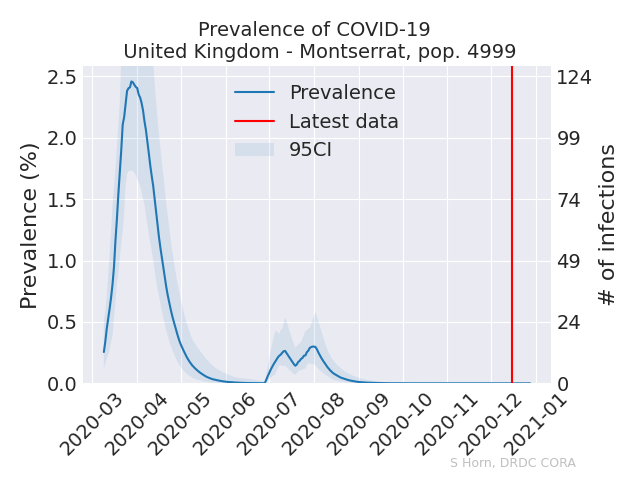 Prevalence of COVID-19
United Kingdom - Montserrat, pop. 4999
Prevalence
Latest data
95CI
Prevalence (%)
2.5
2.0
1.5
1.0
0.5
0.0
124
99
74
49
24
0
# of infections
2020-03
2020-04
2020-05
2020-06
2020-07
2020-08
2020-09
2020-10
2020-11
2020-12
2021-01
S Horn, DRDC CORA